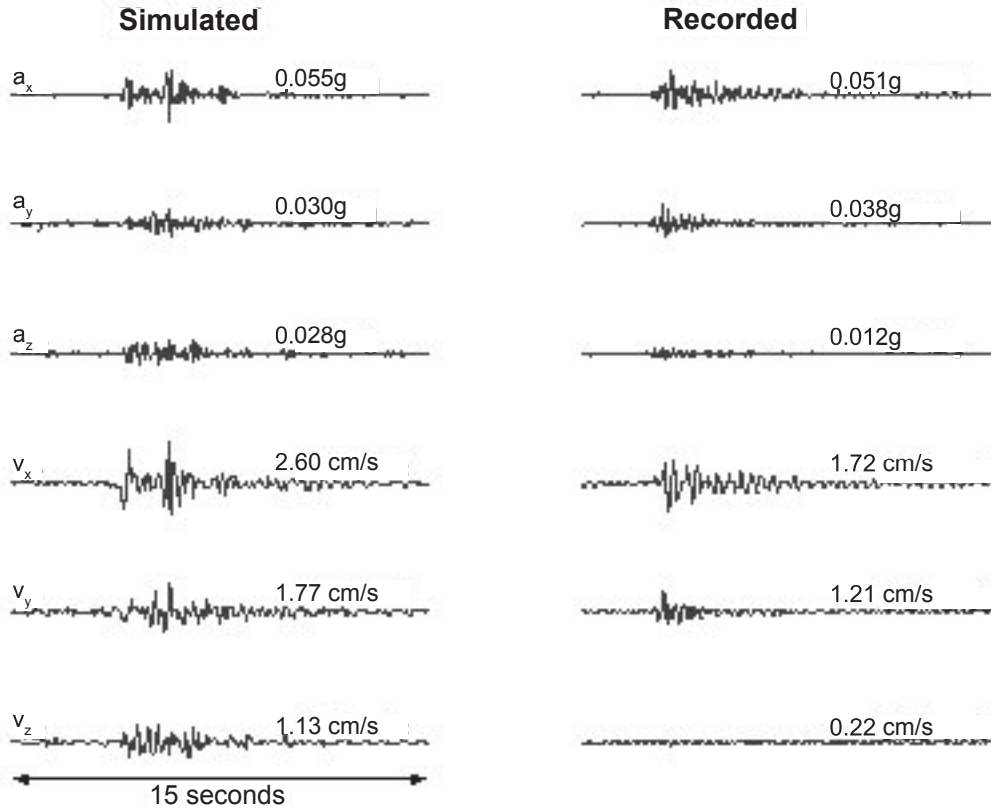 Simulated Recorded
a_x 0.055g 0.051g
a_y 0.030g 0.038g
a_z 0.028g 0.012g
v_x 2.60 cm/s 1.72 cm/s
v_y 1.77 cm/s 1.21 cm/s
v_z 1.13 cm/s 0.22 cm/s
15 seconds